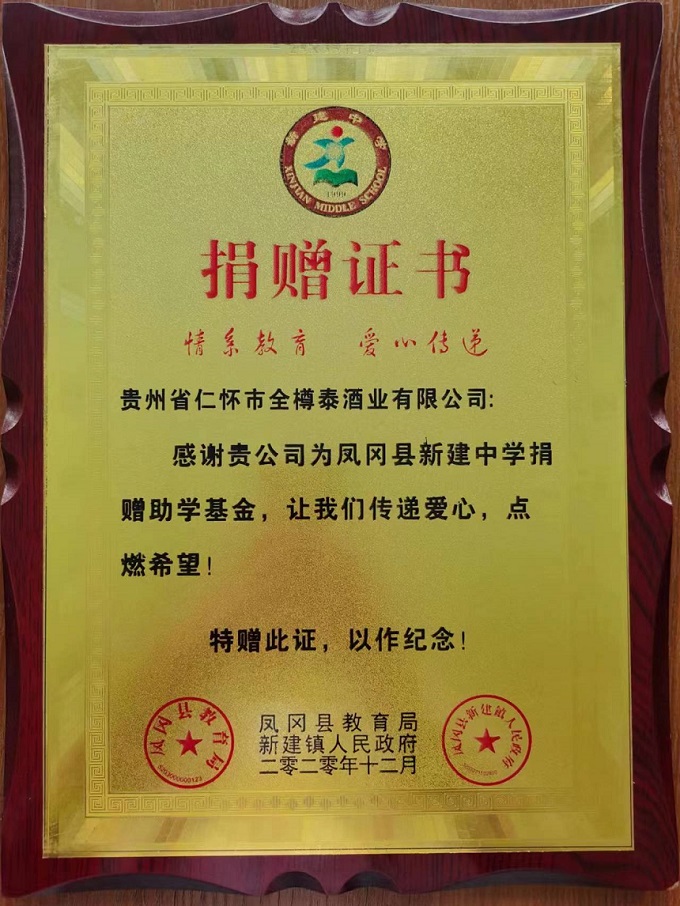 新建中学
XINJIAN MIDDLE SCHOOL
1999
捐赠证书
情系教育 爱心传递
贵州省仁怀市全樽泰酒业有限公司:
感谢贵公司为凤冈县新建中学捐
赠助学基金，让我们传递爱心，点
燃希望！
特赠此证，以作纪念！
凤冈县教育局
新建镇人民政府
二零二零年十二月
凤冈县教育局
凤冈县新建镇人民政府